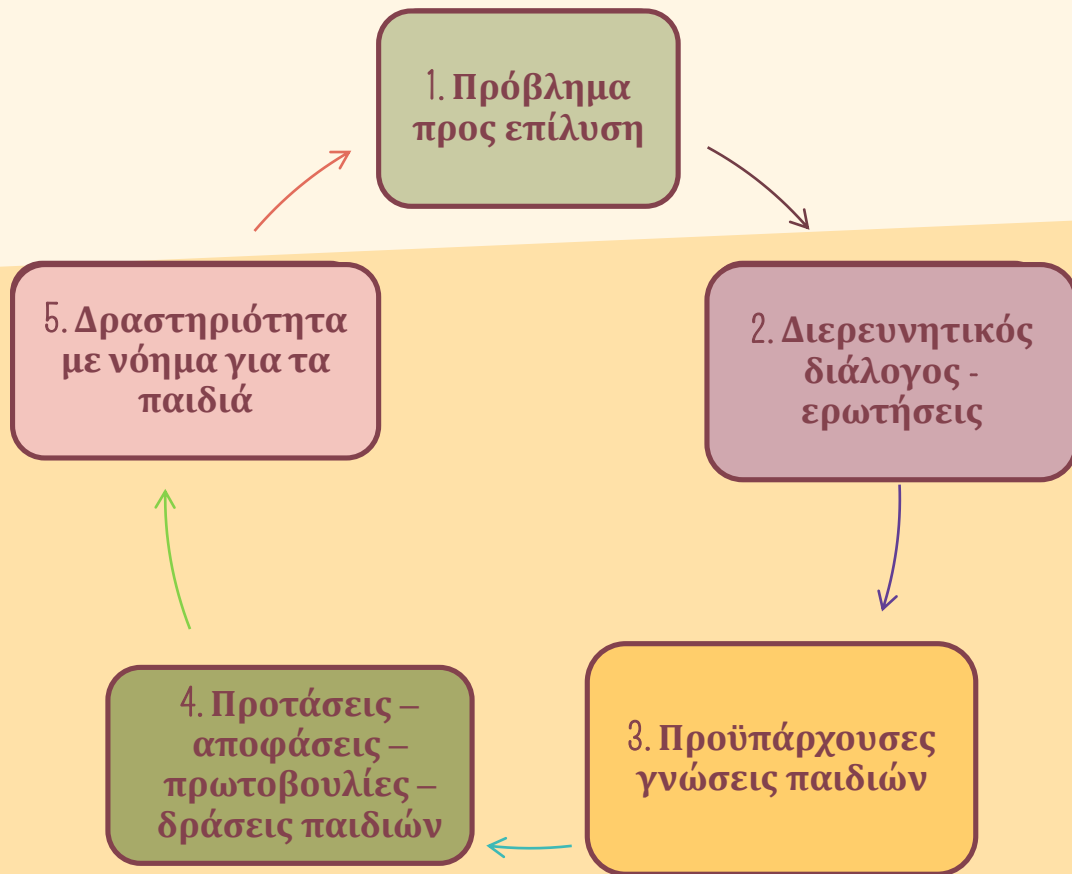 1. Πρόβλημα
προς επίλυση
2. Διερευνητικός
διάλογος -
ερωτήσεις
3. Προϋπάρχουσες
γνώσεις παιδιών
4. Προτάσεις –
αποφάσεις –
πρωτοβουλίες –
δράσεις παιδιών
5. Δραστηριότητα
με νόημα για τα
παιδιά